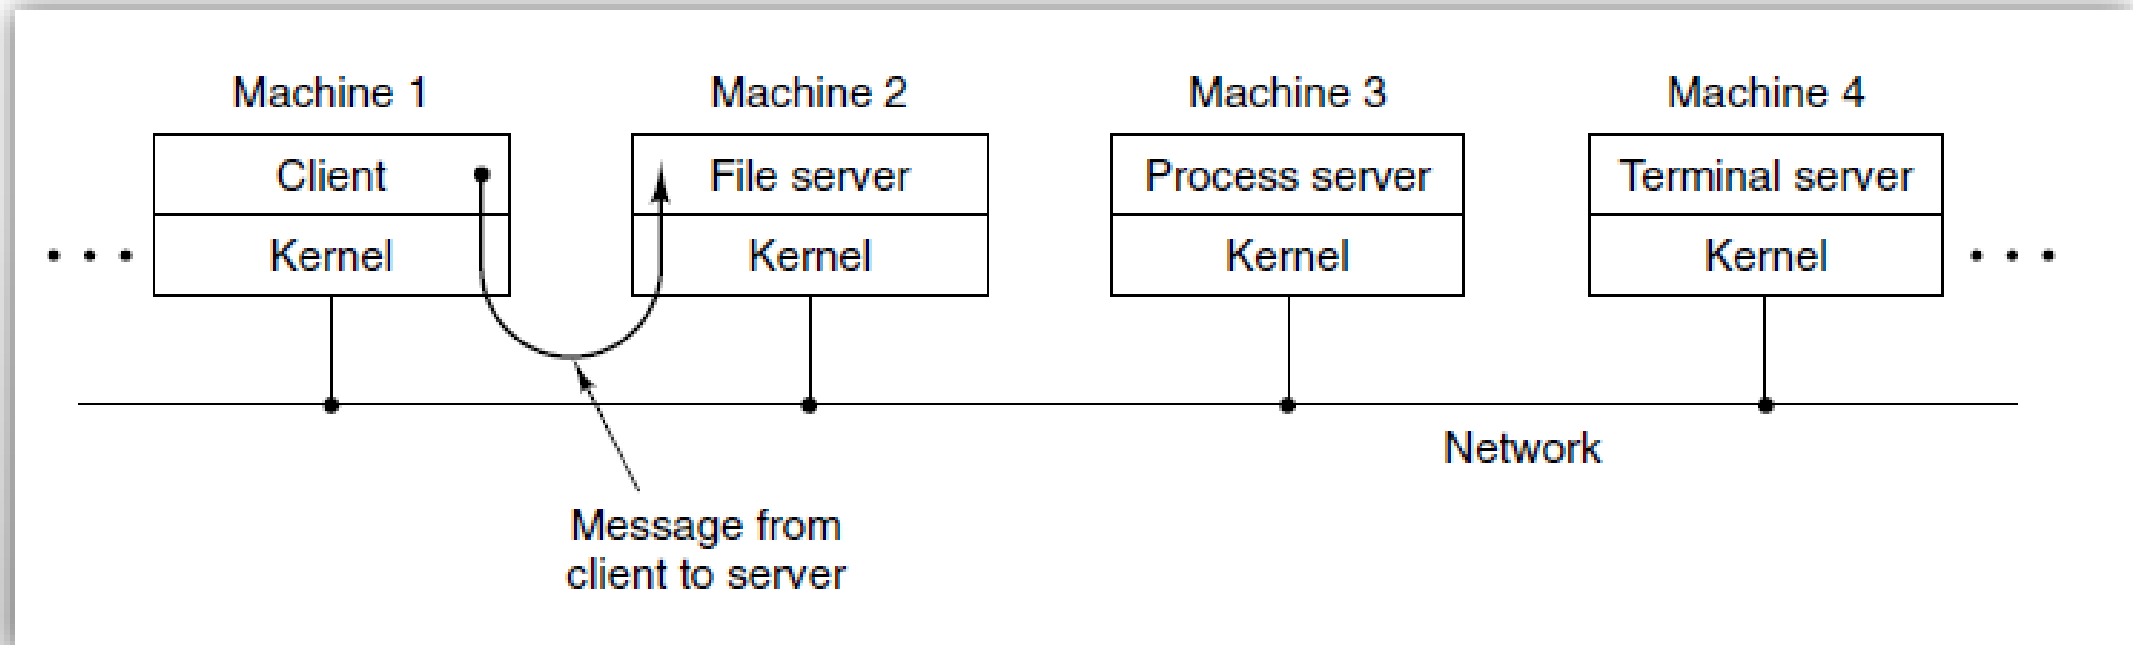 Machine 1
Machine 2
Machine 3
Machine 4
Client
File server
Process server
Terminal server
Kernel
Kernel
Kernel
Kernel
Network
Message from
client to server